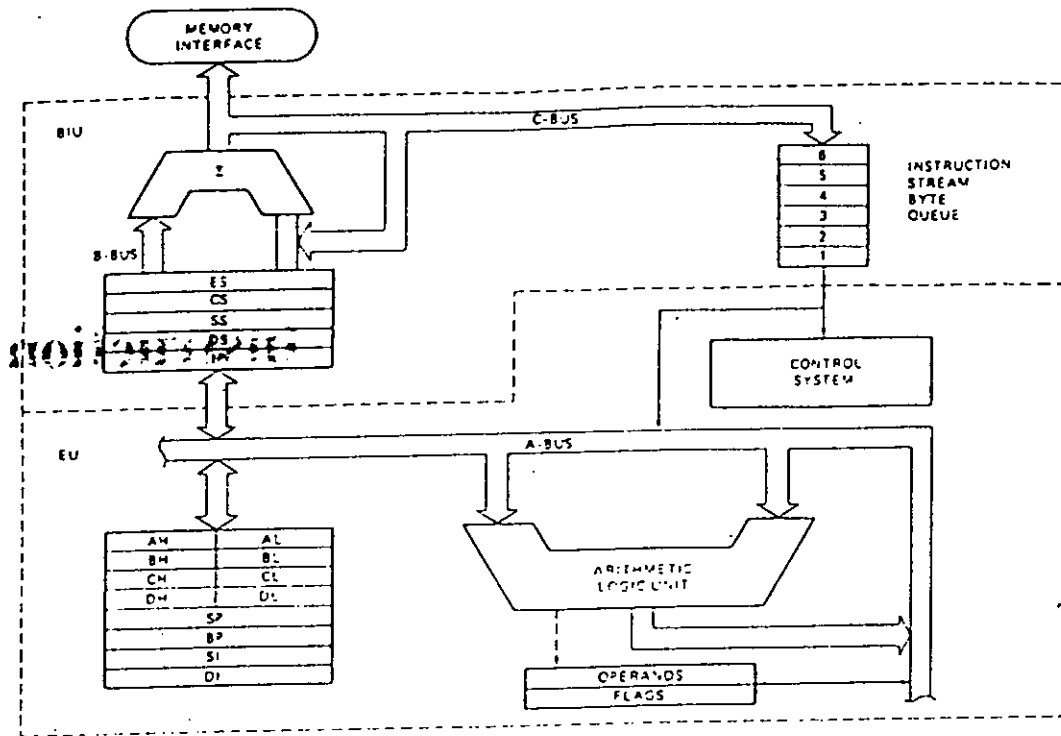 MEMORY
INTERFACE
BIU
C-BUS
6
5
4
3
2
1
INSTRUCTION
STREAM
BYTE
QUEUE
Σ
B-BUS
ES
CS
SS
DS
CONTROL
SYSTEM
EU
A-BUS
AH AL
BH BL
CH CL
DH DL
SP
BP
SI
DI
ARITHMETIC
LOGIC UNIT
OPERANDS
FLAGS